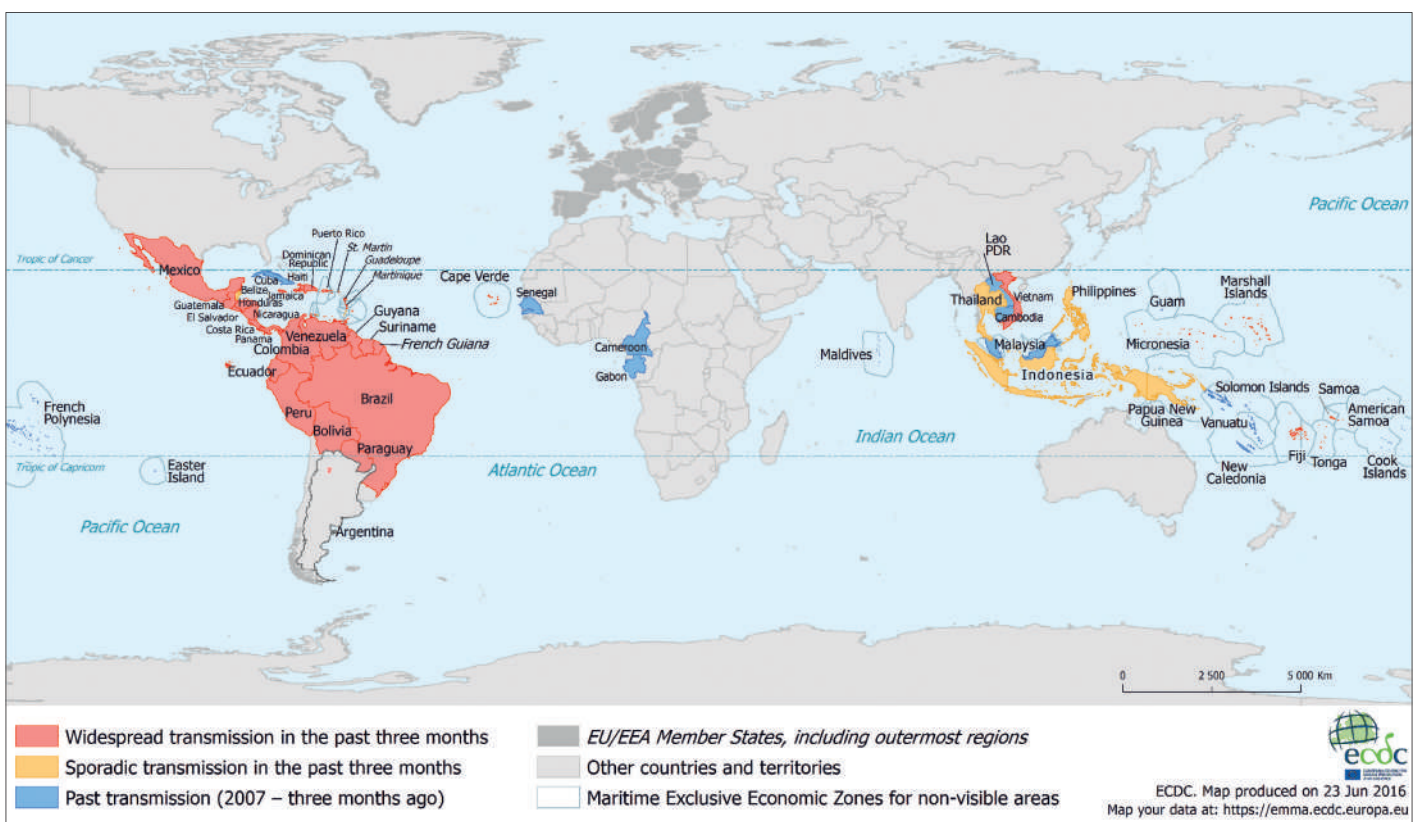 Pacific Ocean
Tropic of Cancer
Mexico
Cuba
Dominican
Republic
Haiti
Puerto Rico
St. Martin
Guadeloupe
Martinique
Belize
Jamaica
Honduras
Guatemala
El Salvador
Nicaragua
Costa Rica
Panama
Venezuela
Colombia
Guyana
Suriname
French Guiana
Ecuador
Brazil
Peru
Bolivia
Paraguay
Argentina
French
Polynesia
Tropic of Capricorn
Easter
Island
Pacific Ocean
Atlantic Ocean
Cape Verde
Senegal
Cameroon
Gabon
Maldives
Indian Ocean
Lao
PDR
Thailand
Vietnam
Cambodia
Philippines
Malaysia
Indonesia
Guam
Marshall
Islands
Micronesia
Papua New
Guinea
Solomon Islands
Vanuatu
New
Caledonia
Samoa
American
Samoa
Fiji
Tonga
Cook
Islands
0 2 500 5 000 Km
Widespread transmission in the past three months
Sporadic transmission in the past three months
Past transmission (2007 – three months ago)
EU/EEA Member States, including outermost regions
Other countries and territories
Maritime Exclusive Economic Zones for non-visible areas
ecdc
ECDC. Map produced on 23 Jun 2016
Map your data at: https://emma.ecdc.europa.eu